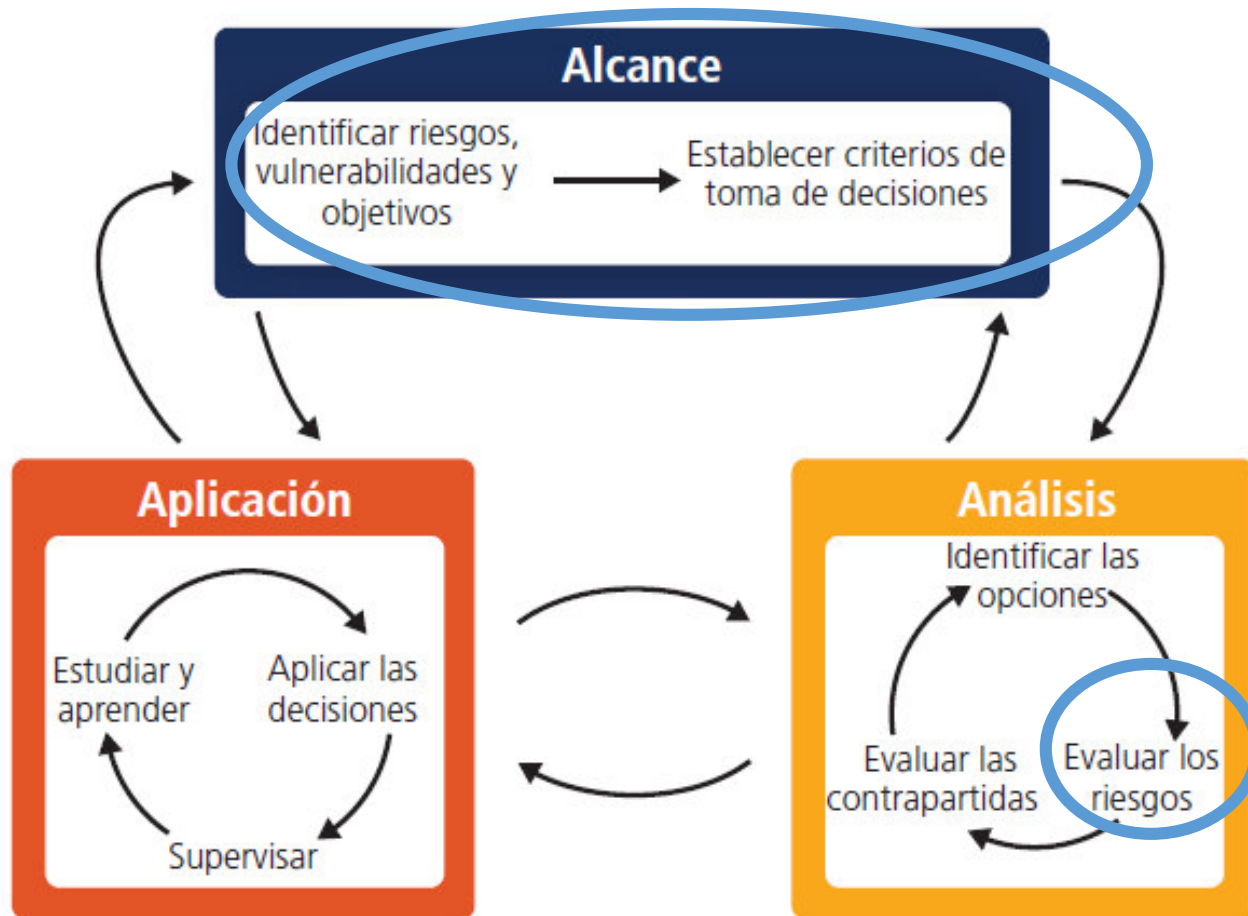 Alcance
Identificar riesgos,
vulnerabilidades y
objetivos
Establecer criterios de
toma de decisiones
Aplicación
Estudiar y
aprender
Aplicar las
decisiones
Supervisar
Análisis
Identificar las
opciones
Evaluar las
contrapartidas
Evaluar los
riesgos